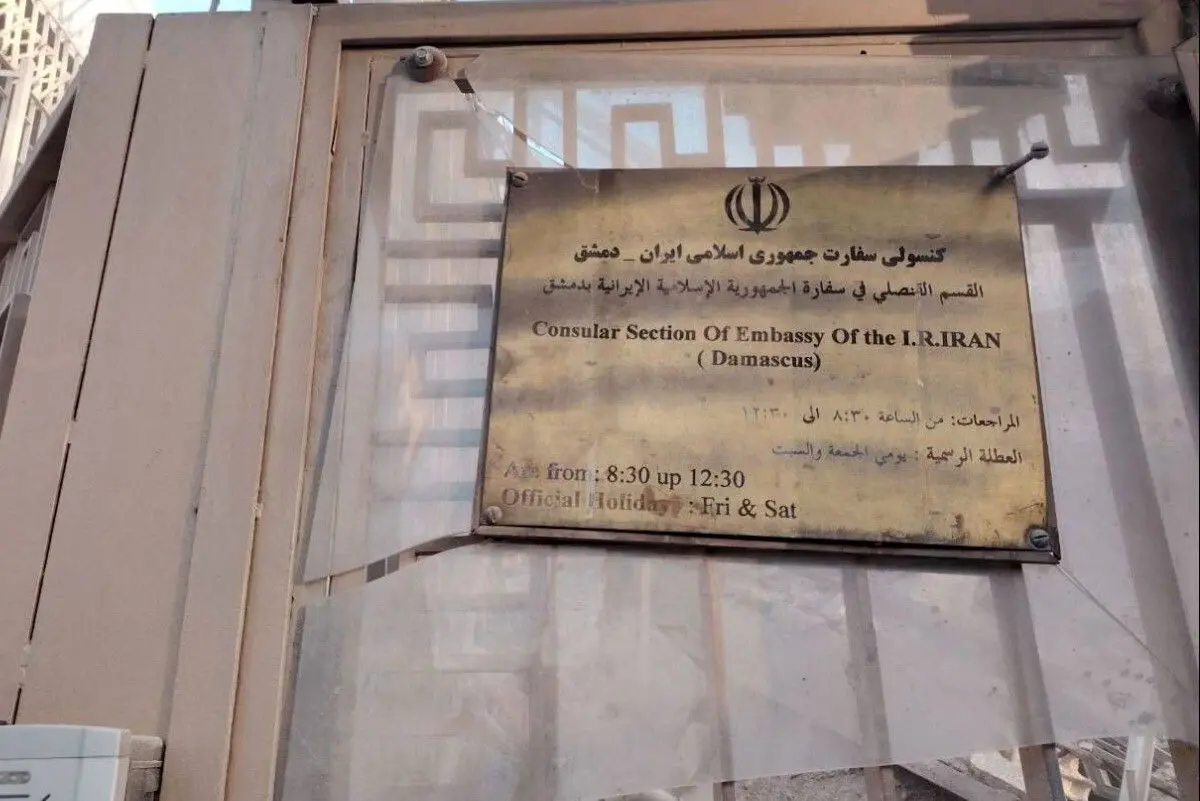 کنسولی سفارت جمهوری اسلامی ایران _ دمشق
القسم القنصلي في سفارة الجمهورية الإسلامية الإيرانية بدمشق
Consular Section Of Embassy Of the I.R.IRAN
( Damascus)
المراجعات: من الساعة ٨:٣٠ الى ١٢:٣٠
العطلة الرسمية : يومي الجمعة والسبت
from: 8:30 up 12:30
Official Holiday : Fri & Sat